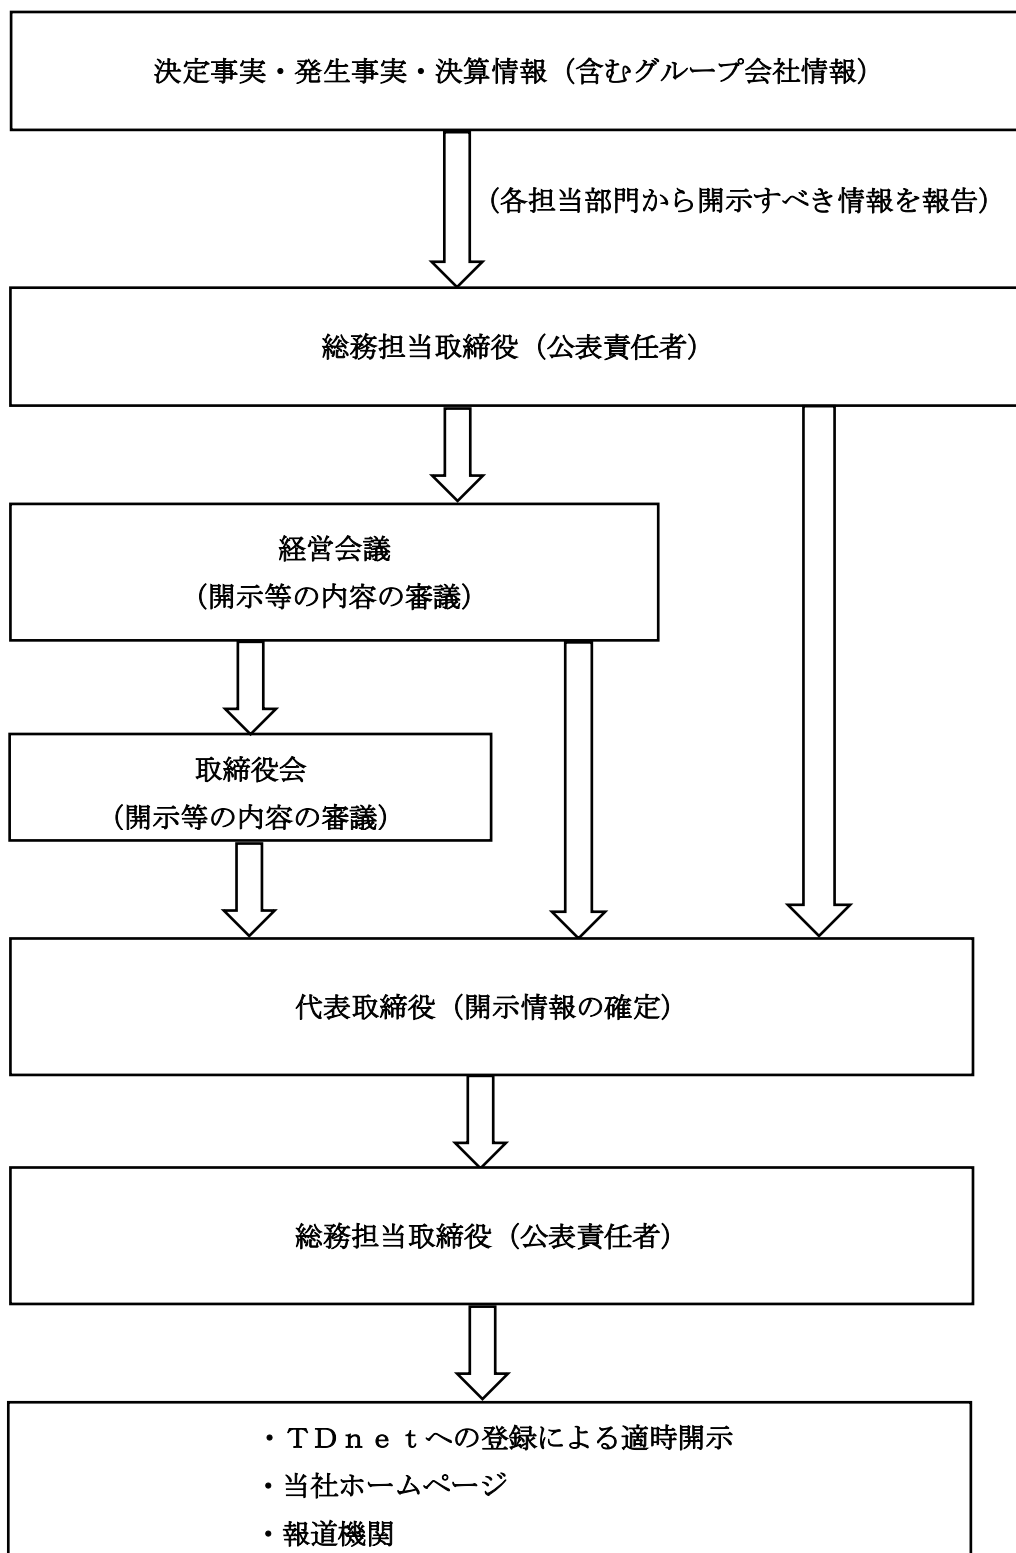 決定事実・発生事実・決算情報（含むグループ会社情報）
（各担当部門から開示すべき情報を報告）
総務担当取締役（公表責任者）
経営会議
（開示等の内容の審議）
取締役会
（開示等の内容の審議）
代表取締役（開示情報の確定）
総務担当取締役（公表責任者）
・ＴＤｎｅｔへの登録による適時開示
・当社ホームページ
・報道機関